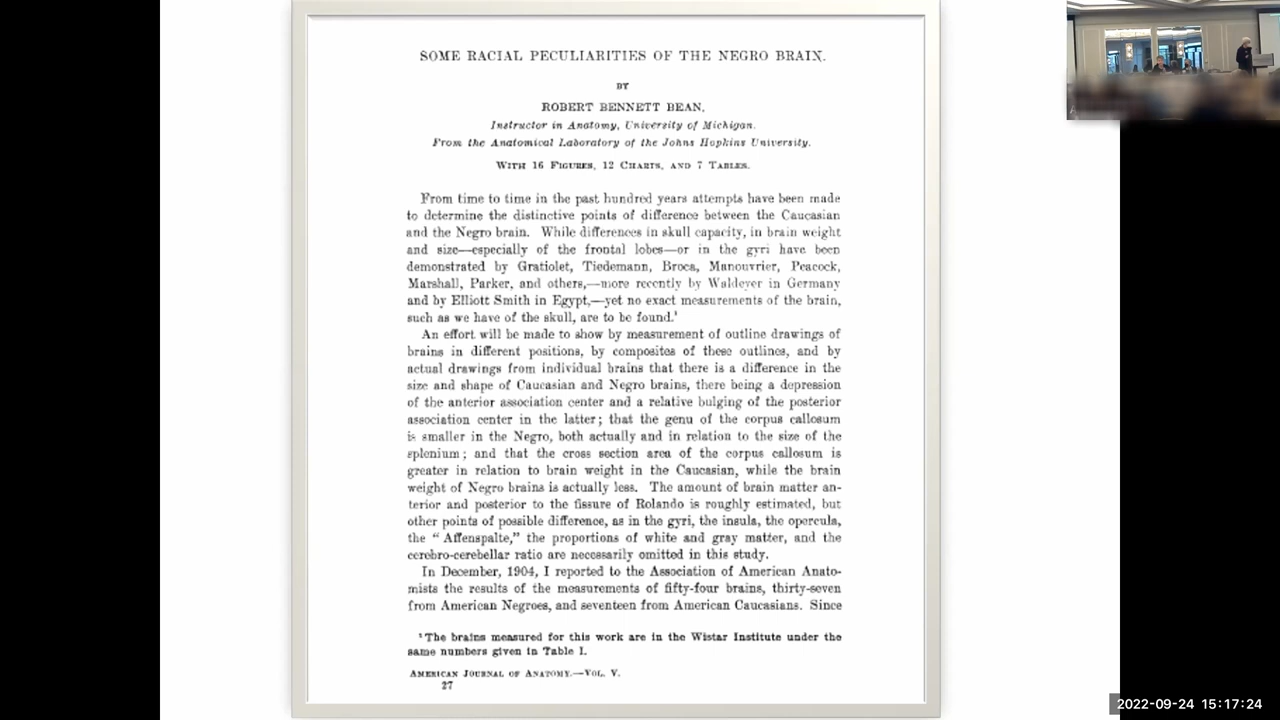 SOME RACIAL PECULIARITIES OF THE NEGRO BRAIN.
BY
ROBERT BENNETT BEAN,
Instructor in Anatomy, University of Michigan.
From the Anatomical Laboratory of the Johns Hopkins University.
WITH 16 FIGURES, 12 CHARTS, AND 7 TABLES.
From time to time in the past hundred years attempts have been made
to determine the distinctive points of difference between the Caucasian
and the Negro brain. While differences in skull capacity, in brain weight
and size—especially of the frontal lobes—or in the gyri have been
demonstrated by Gratiolet, Tiedemann, Broca, Manouvrier, Peacock,
Marshall, Parker, and others,—more recently by Waldeyer in Germany
and by Elliott Smith in Egypt,—yet no exact measurements of the brain,
such as we have of the skull, are to be found.¹
An effort will be made to show by measurement of outline drawings of
brains in different positions, by composites of these outlines, and by
actual drawings from individual brains that there is a difference in the
size and shape of Caucasian and Negro brains, there being a depression
of the anterior association center and a relative bulging of the posterior
association center in the latter; that the genu of the corpus callosum
is smaller in the Negro, both actually and in relation to the size of the
splenium; and that the cross section area of the corpus callosum is
greater in relation to brain weight in the Caucasian, while the brain
weight of Negro brains is actually less. The amount of brain matter an-
terior and posterior to the fissure of Rolando is roughly estimated, but
other points of possible difference, as in the gyri, the insula, the opercula,
the "Affenspalte," the proportions of white and gray matter, and the
cerebro-cerebellar ratio are necessarily omitted in this study.
In December, 1904, I reported to the Association of American Anato-
mists the results of the measurements of fifty-four brains, thirty-seven
from American Negroes, and seventeen from American Caucasians. Since
¹The brains measured for this work are in the Wistar Institute under the
same numbers given in Table I.
AMERICAN JOURNAL OF ANATOMY.—VOL. V.
27
2022-09-24 15:17:24